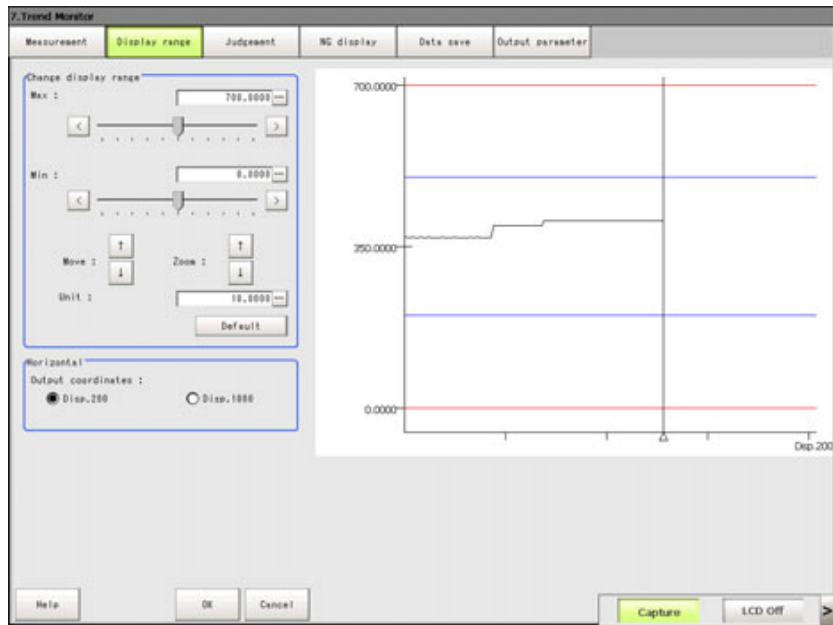 7.Trend Monitor
Measurement Display range Judgement NG display Data save Output parameter
Change display range
Max :
700.0000
< >
Min :
0.0000
< >
Move : ↑ ↓ Zoom : ↑ ↓
Unit : 10.0000
Default
Horizontal
Output coordinates :
Disp.200 Disp.1000
700.0000
350.0000
0.0000
Disp.200
Help OK Cancel
Capture LCD Off >